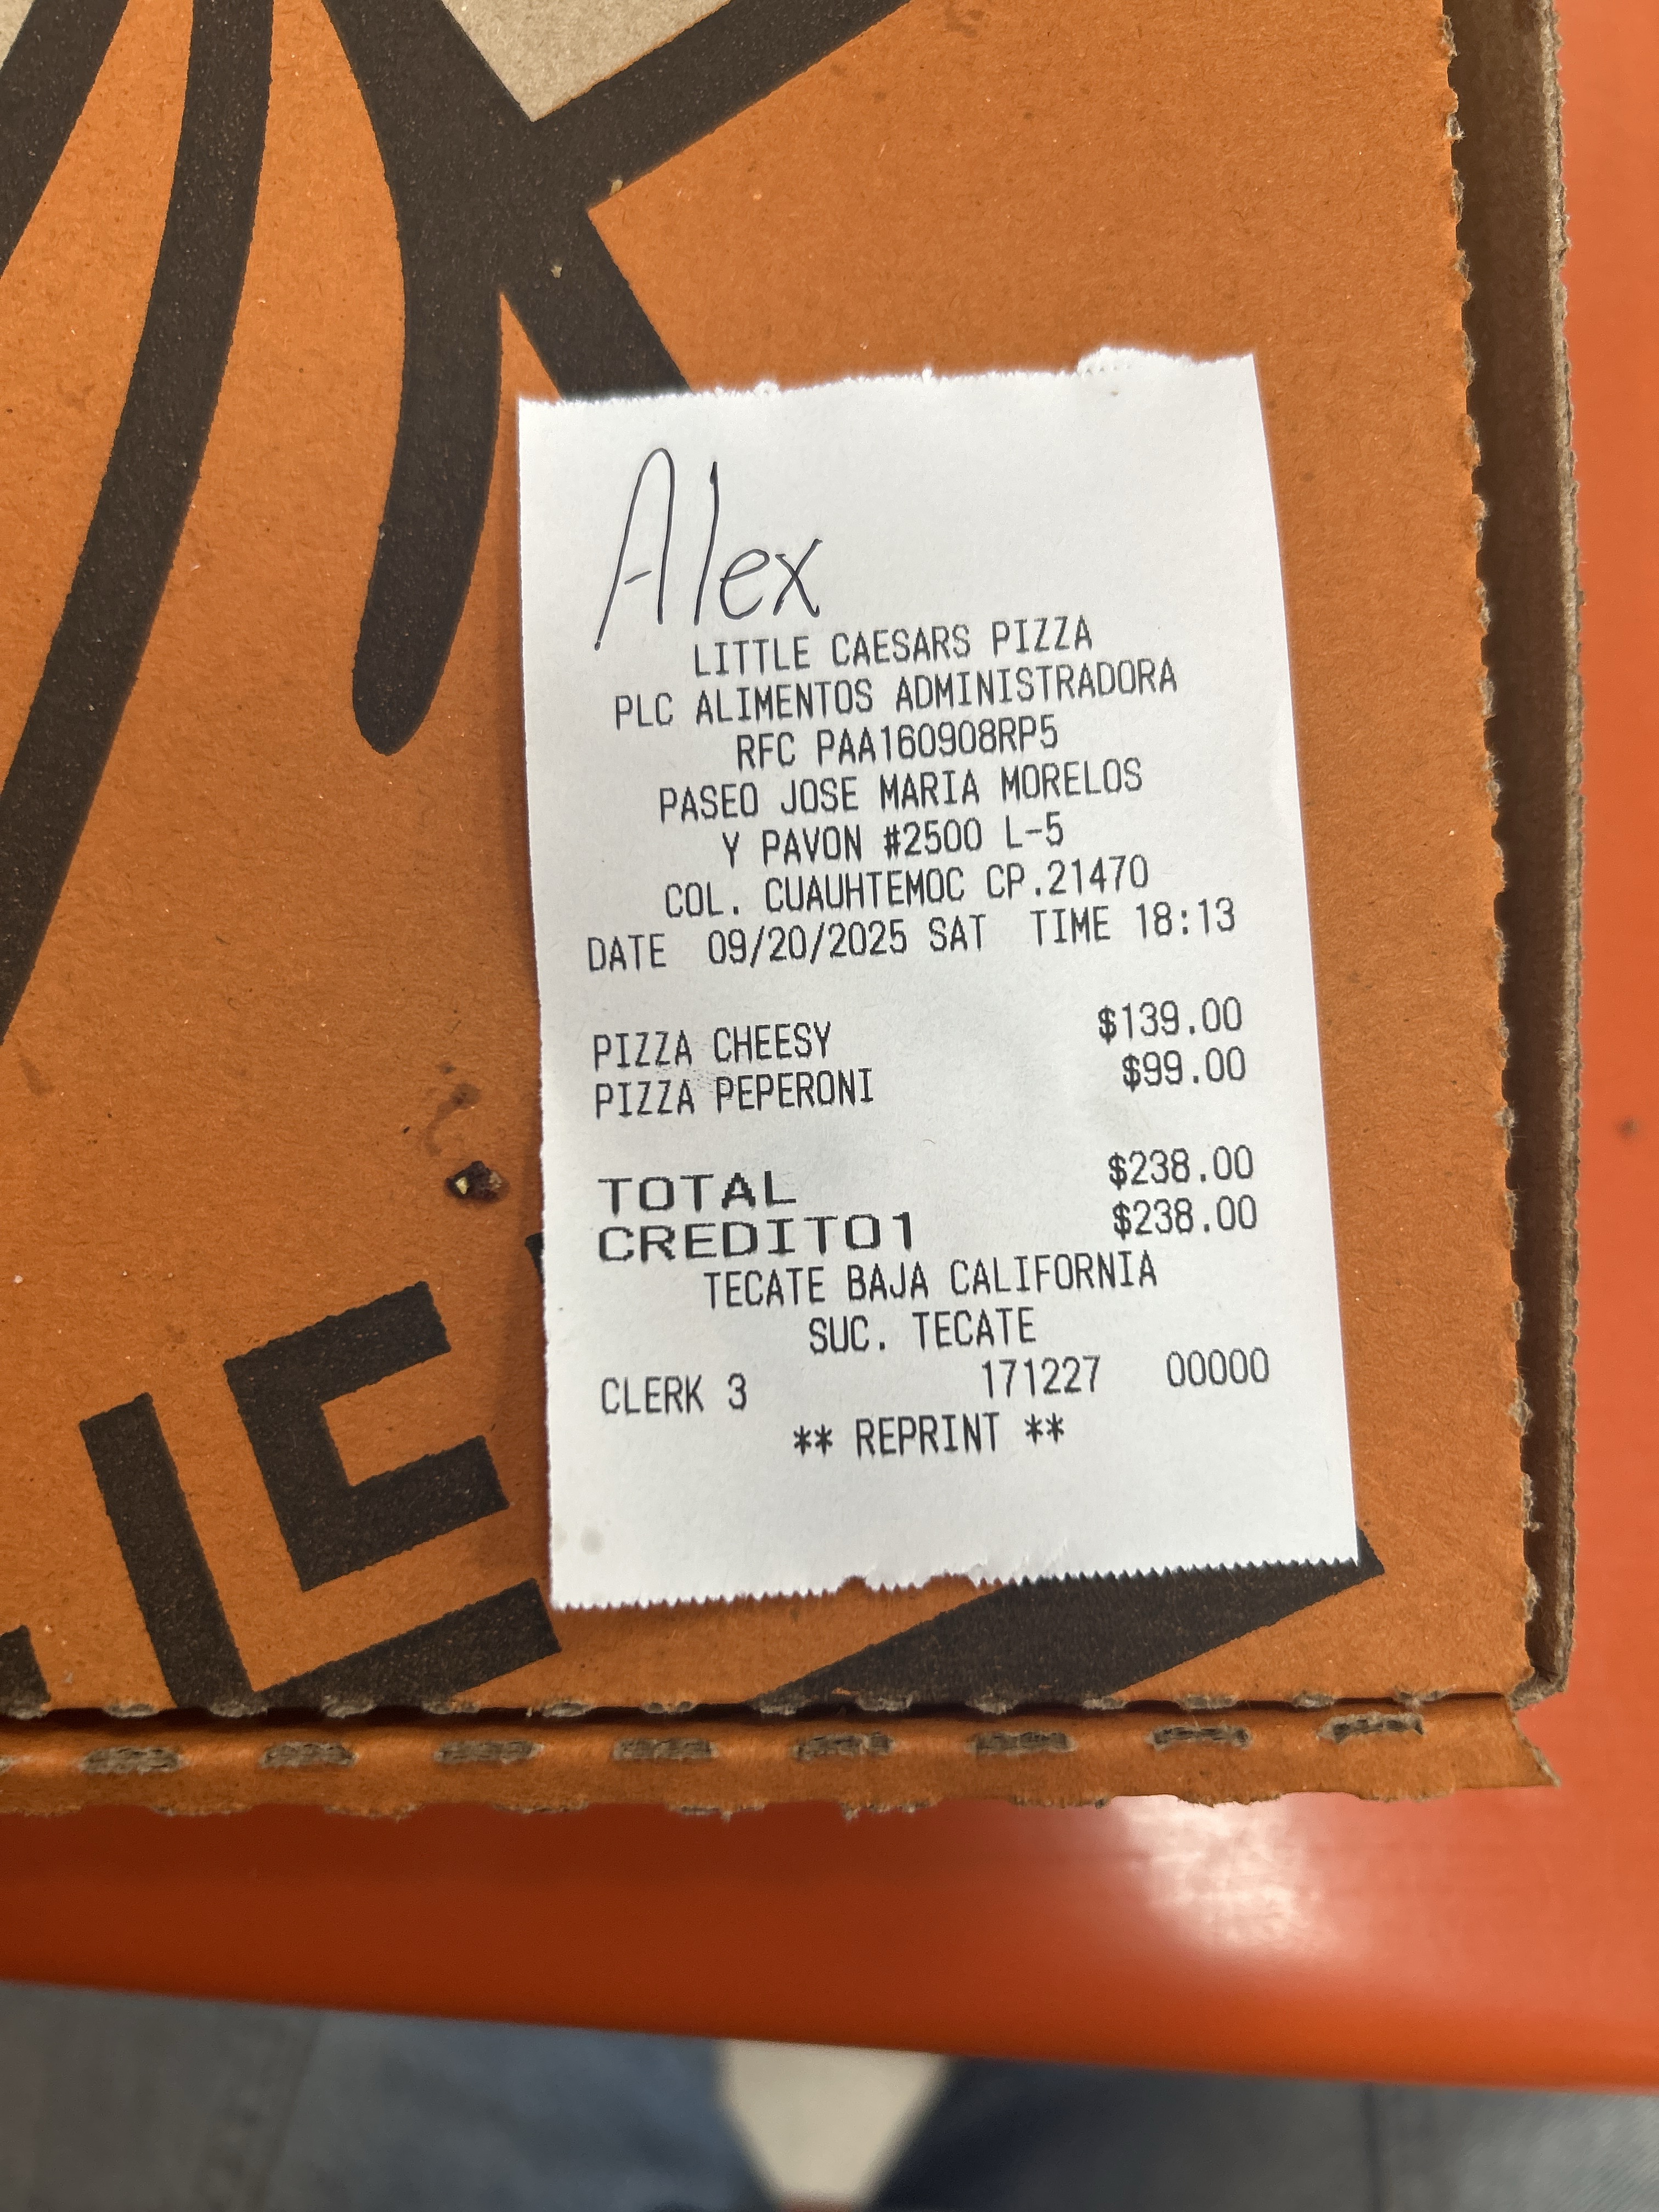 Alex
LITTLE CAESARS PIZZA
PLC ALIMENTOS ADMINISTRADORA
RFC PAA160908RP5
PASEO JOSE MARIA MORELOS
Y PAVON #2500 L-5
COL. CUAUHTEMOC CP.21470
DATE 09/20/2025 SAT TIME 18:13
PIZZA CHEESY $139.00
PIZZA PEPERONI $99.00
TOTAL $238.00
CREDITO1 $238.00
TECATE BAJA CALIFORNIA
SUC. TECATE
CLERK 3 171227 00000
** REPRINT **